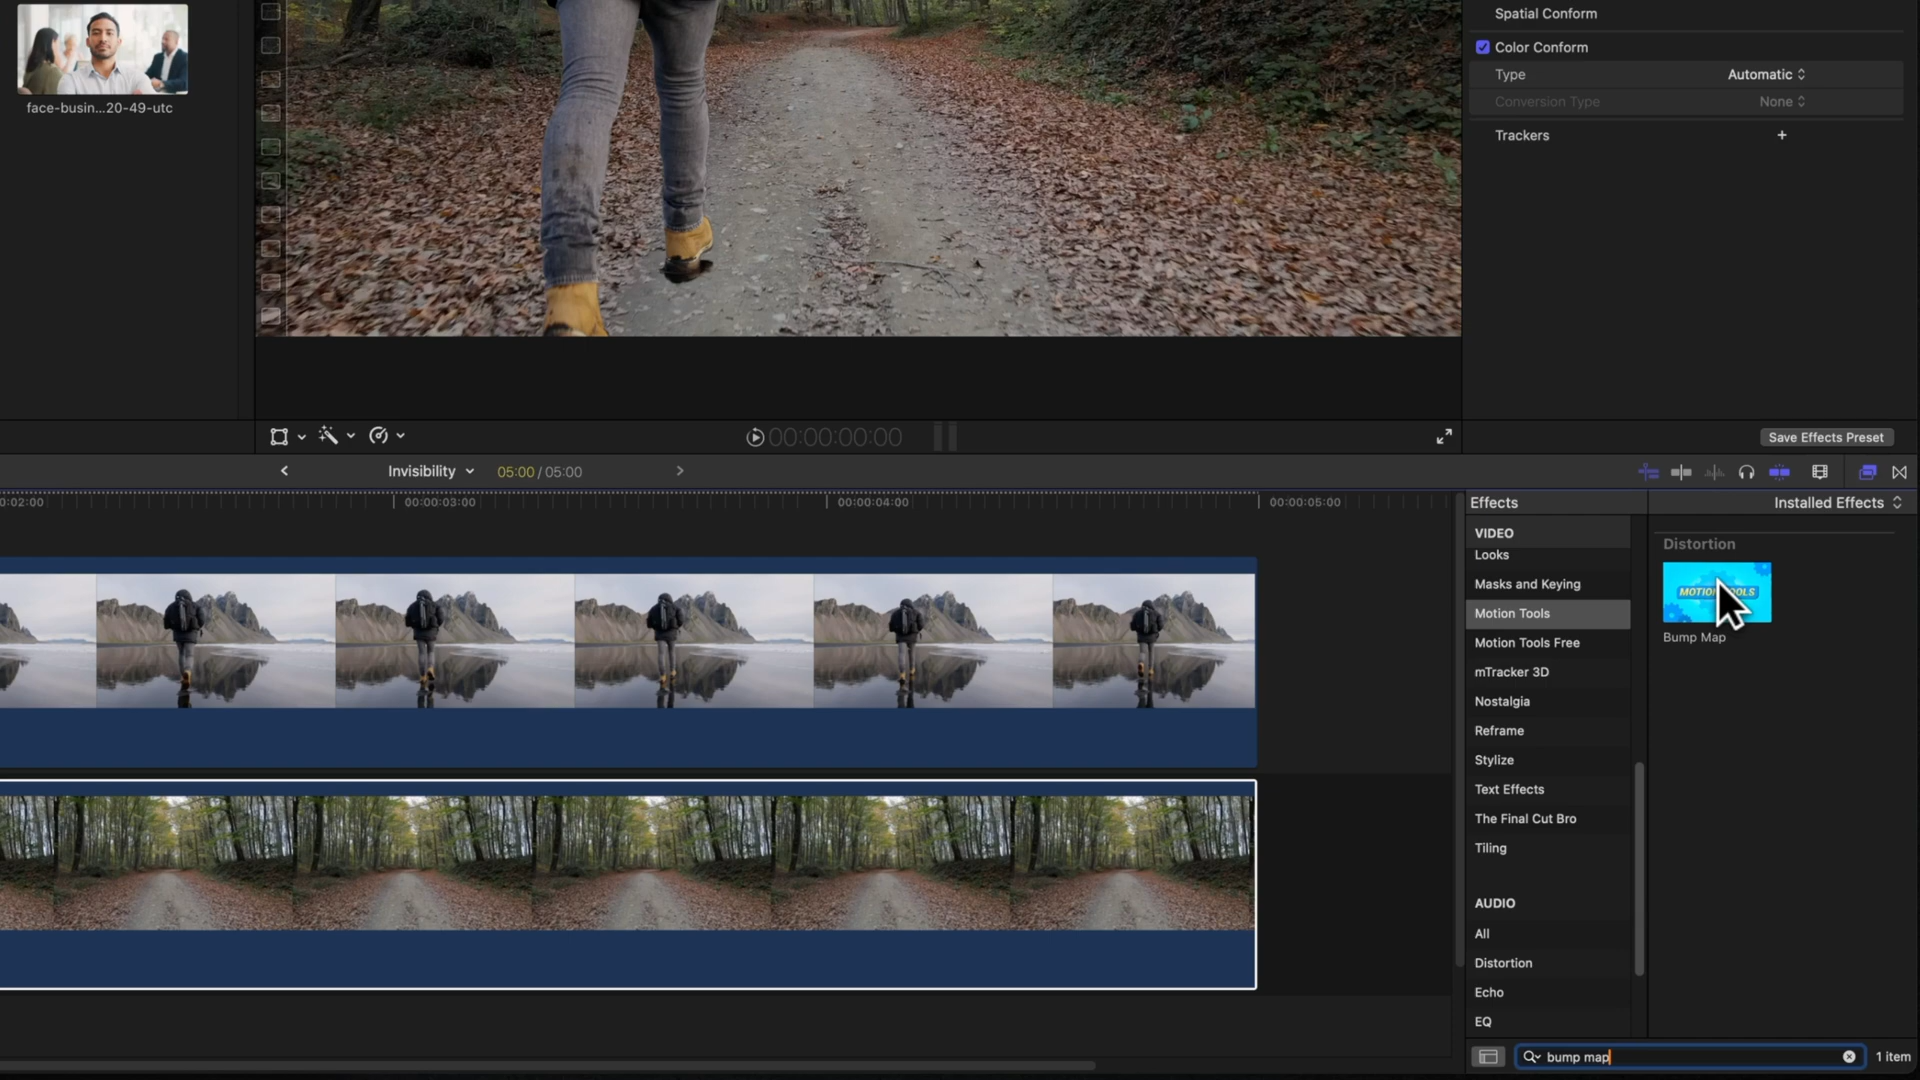 Spatial Conform
Color Conform
Type
Automatic
Conversion Type
None
Trackers
+
face-busin...20-49-utc
00:00:00:00
Save Effects Preset
Invisibility
05:00 / 05:00
0:02:00
00:00:03:00
00:00:04:00
00:00:05:00
Effects
Installed Effects
VIDEO
Looks
Masks and Keying
Motion Tools
Motion Tools Free
mTracker 3D
Nostalgia
Reframe
Stylize
Text Effects
The Final Cut Bro
Tiling
AUDIO
All
Distortion
Echo
EQ
Distortion
Bump Map
bump map
1 item